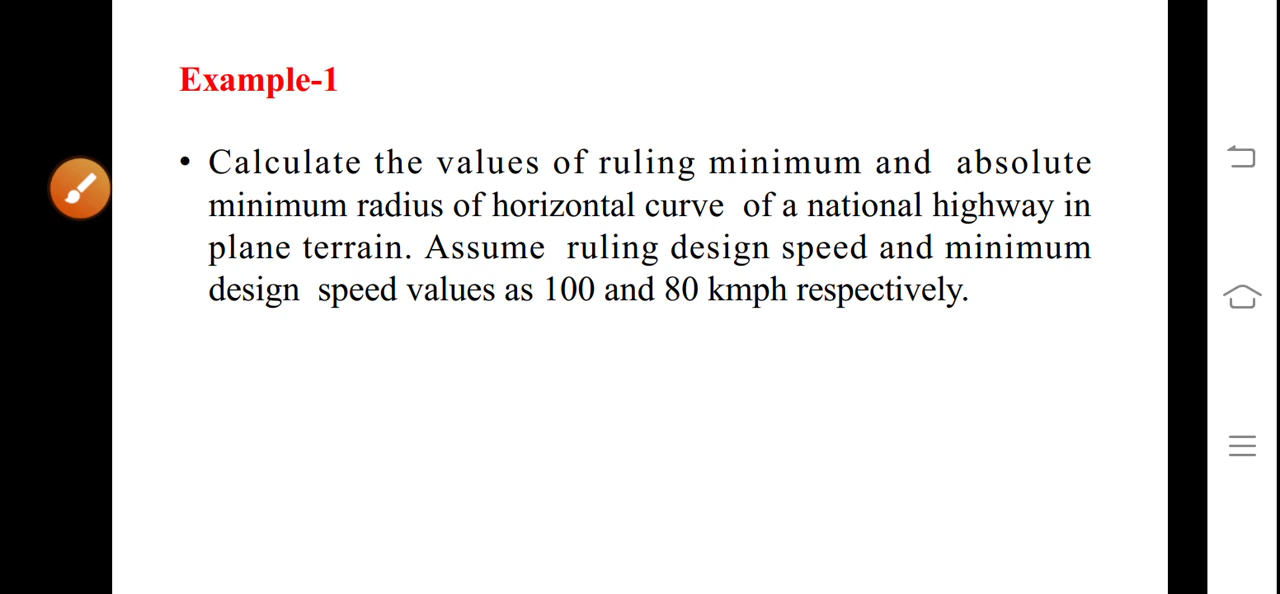 Example-1
• Calculate the values of ruling minimum and absolute
minimum radius of horizontal curve of a national highway in
plane terrain. Assume ruling design speed and minimum
design speed values as 100 and 80 kmph respectively.